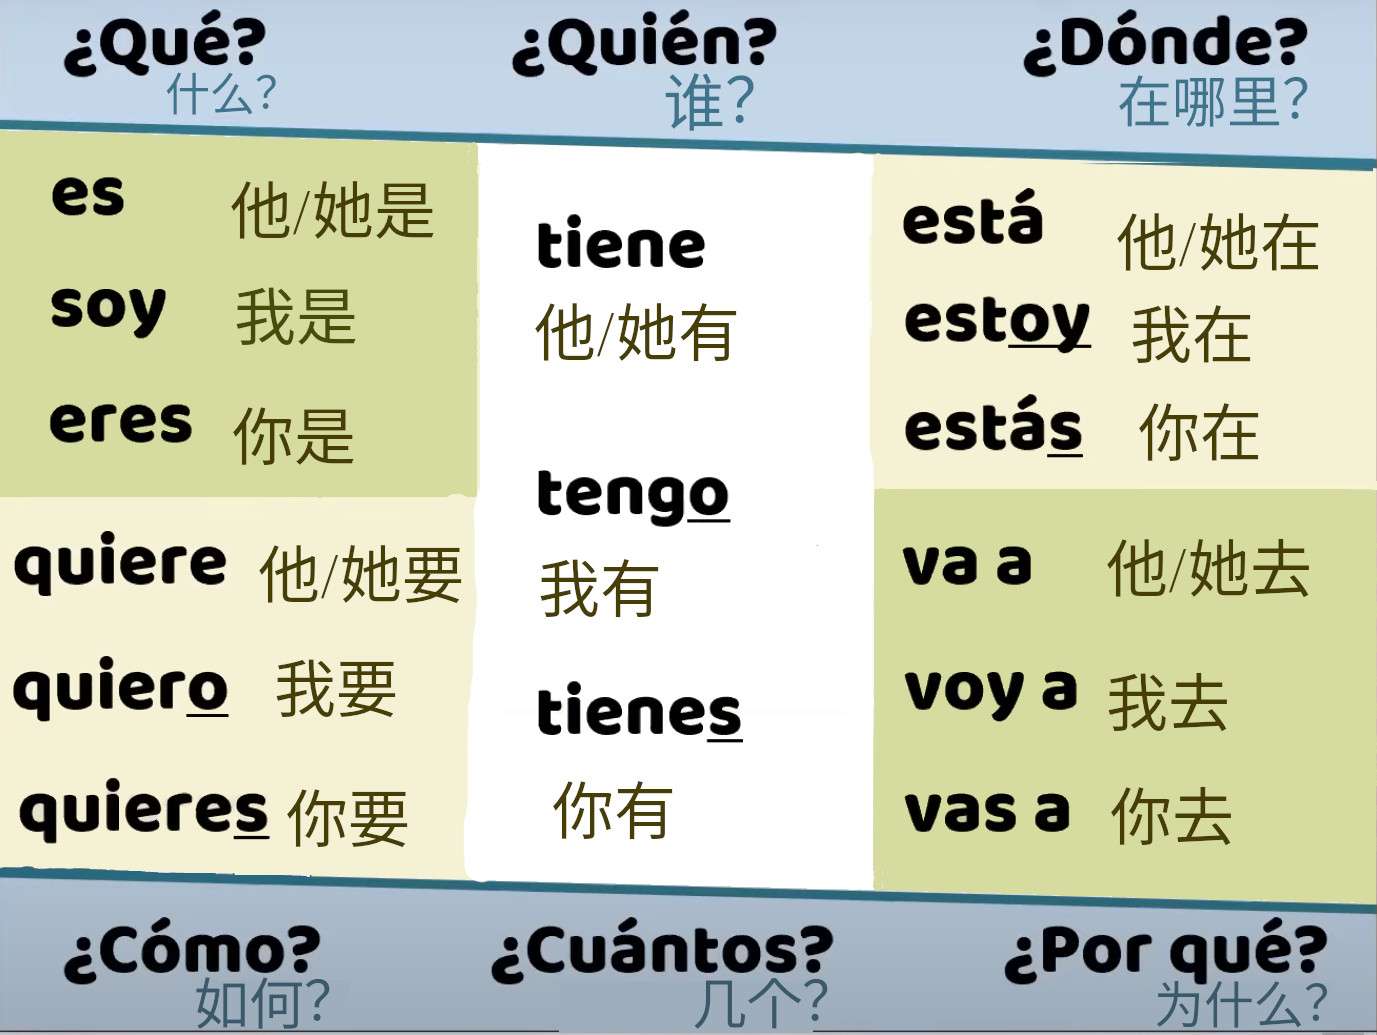 ¿Qué? ¿Quién? ¿Dónde?
什么? 谁? 在哪里?
es 他/她是
soy 我是
eres 你是
quiere 他/她要
quiero 我要
quieres 你要
tiene
他/她有
tengo
我有
tienes
你有
está 他/她在
estoy 我在
estás 你在
va a 他/她去
voy a 我去
vas a 你去
¿Cómo? ¿Cuántos? ¿Por qué?
如何? 几个? 为什么?